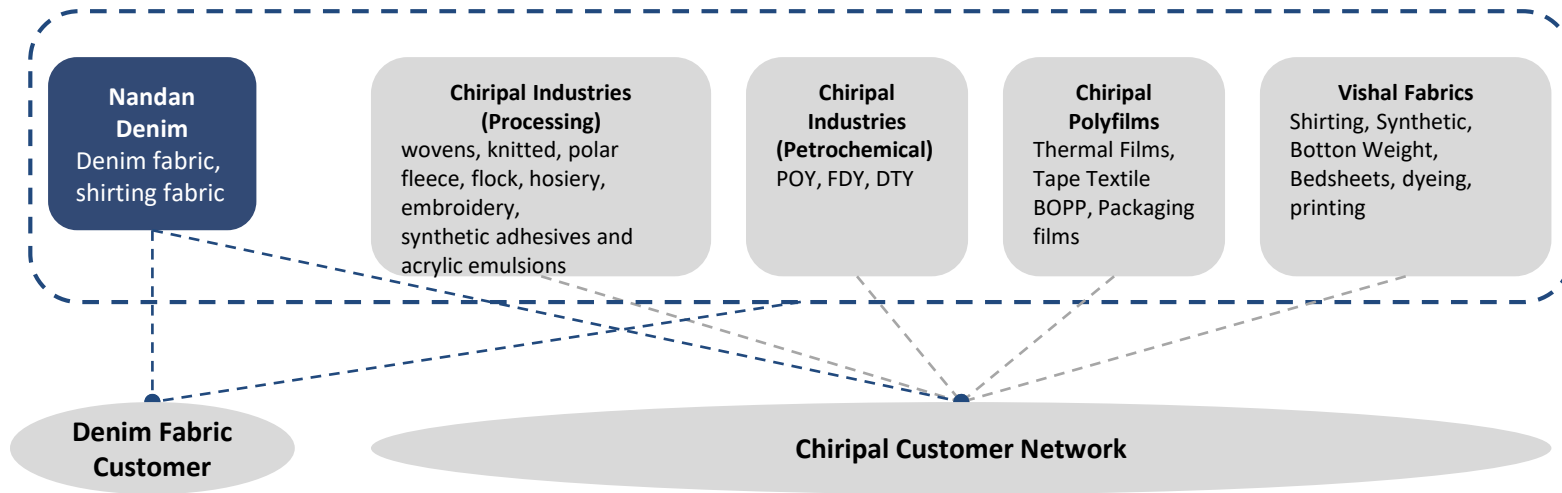 Nandan
Denim
Denim fabric,
shirting fabric
Chiripal Industries
(Processing)
wovens, knitted, polar
fleece, flock, hosiery,
embroidery,
synthetic adhesives and
acrylic emulsions
Chiripal
Industries
(Petrochemical)
POY, FDY, DTY
Chiripal
Polyfilms
Thermal Films,
Tape Textile
BOPP, Packaging
films
Vishal Fabrics
Shirting, Synthetic,
Botton Weight,
Bedsheets, dyeing,
printing
Denim Fabric
Customer
Chiripal Customer Network